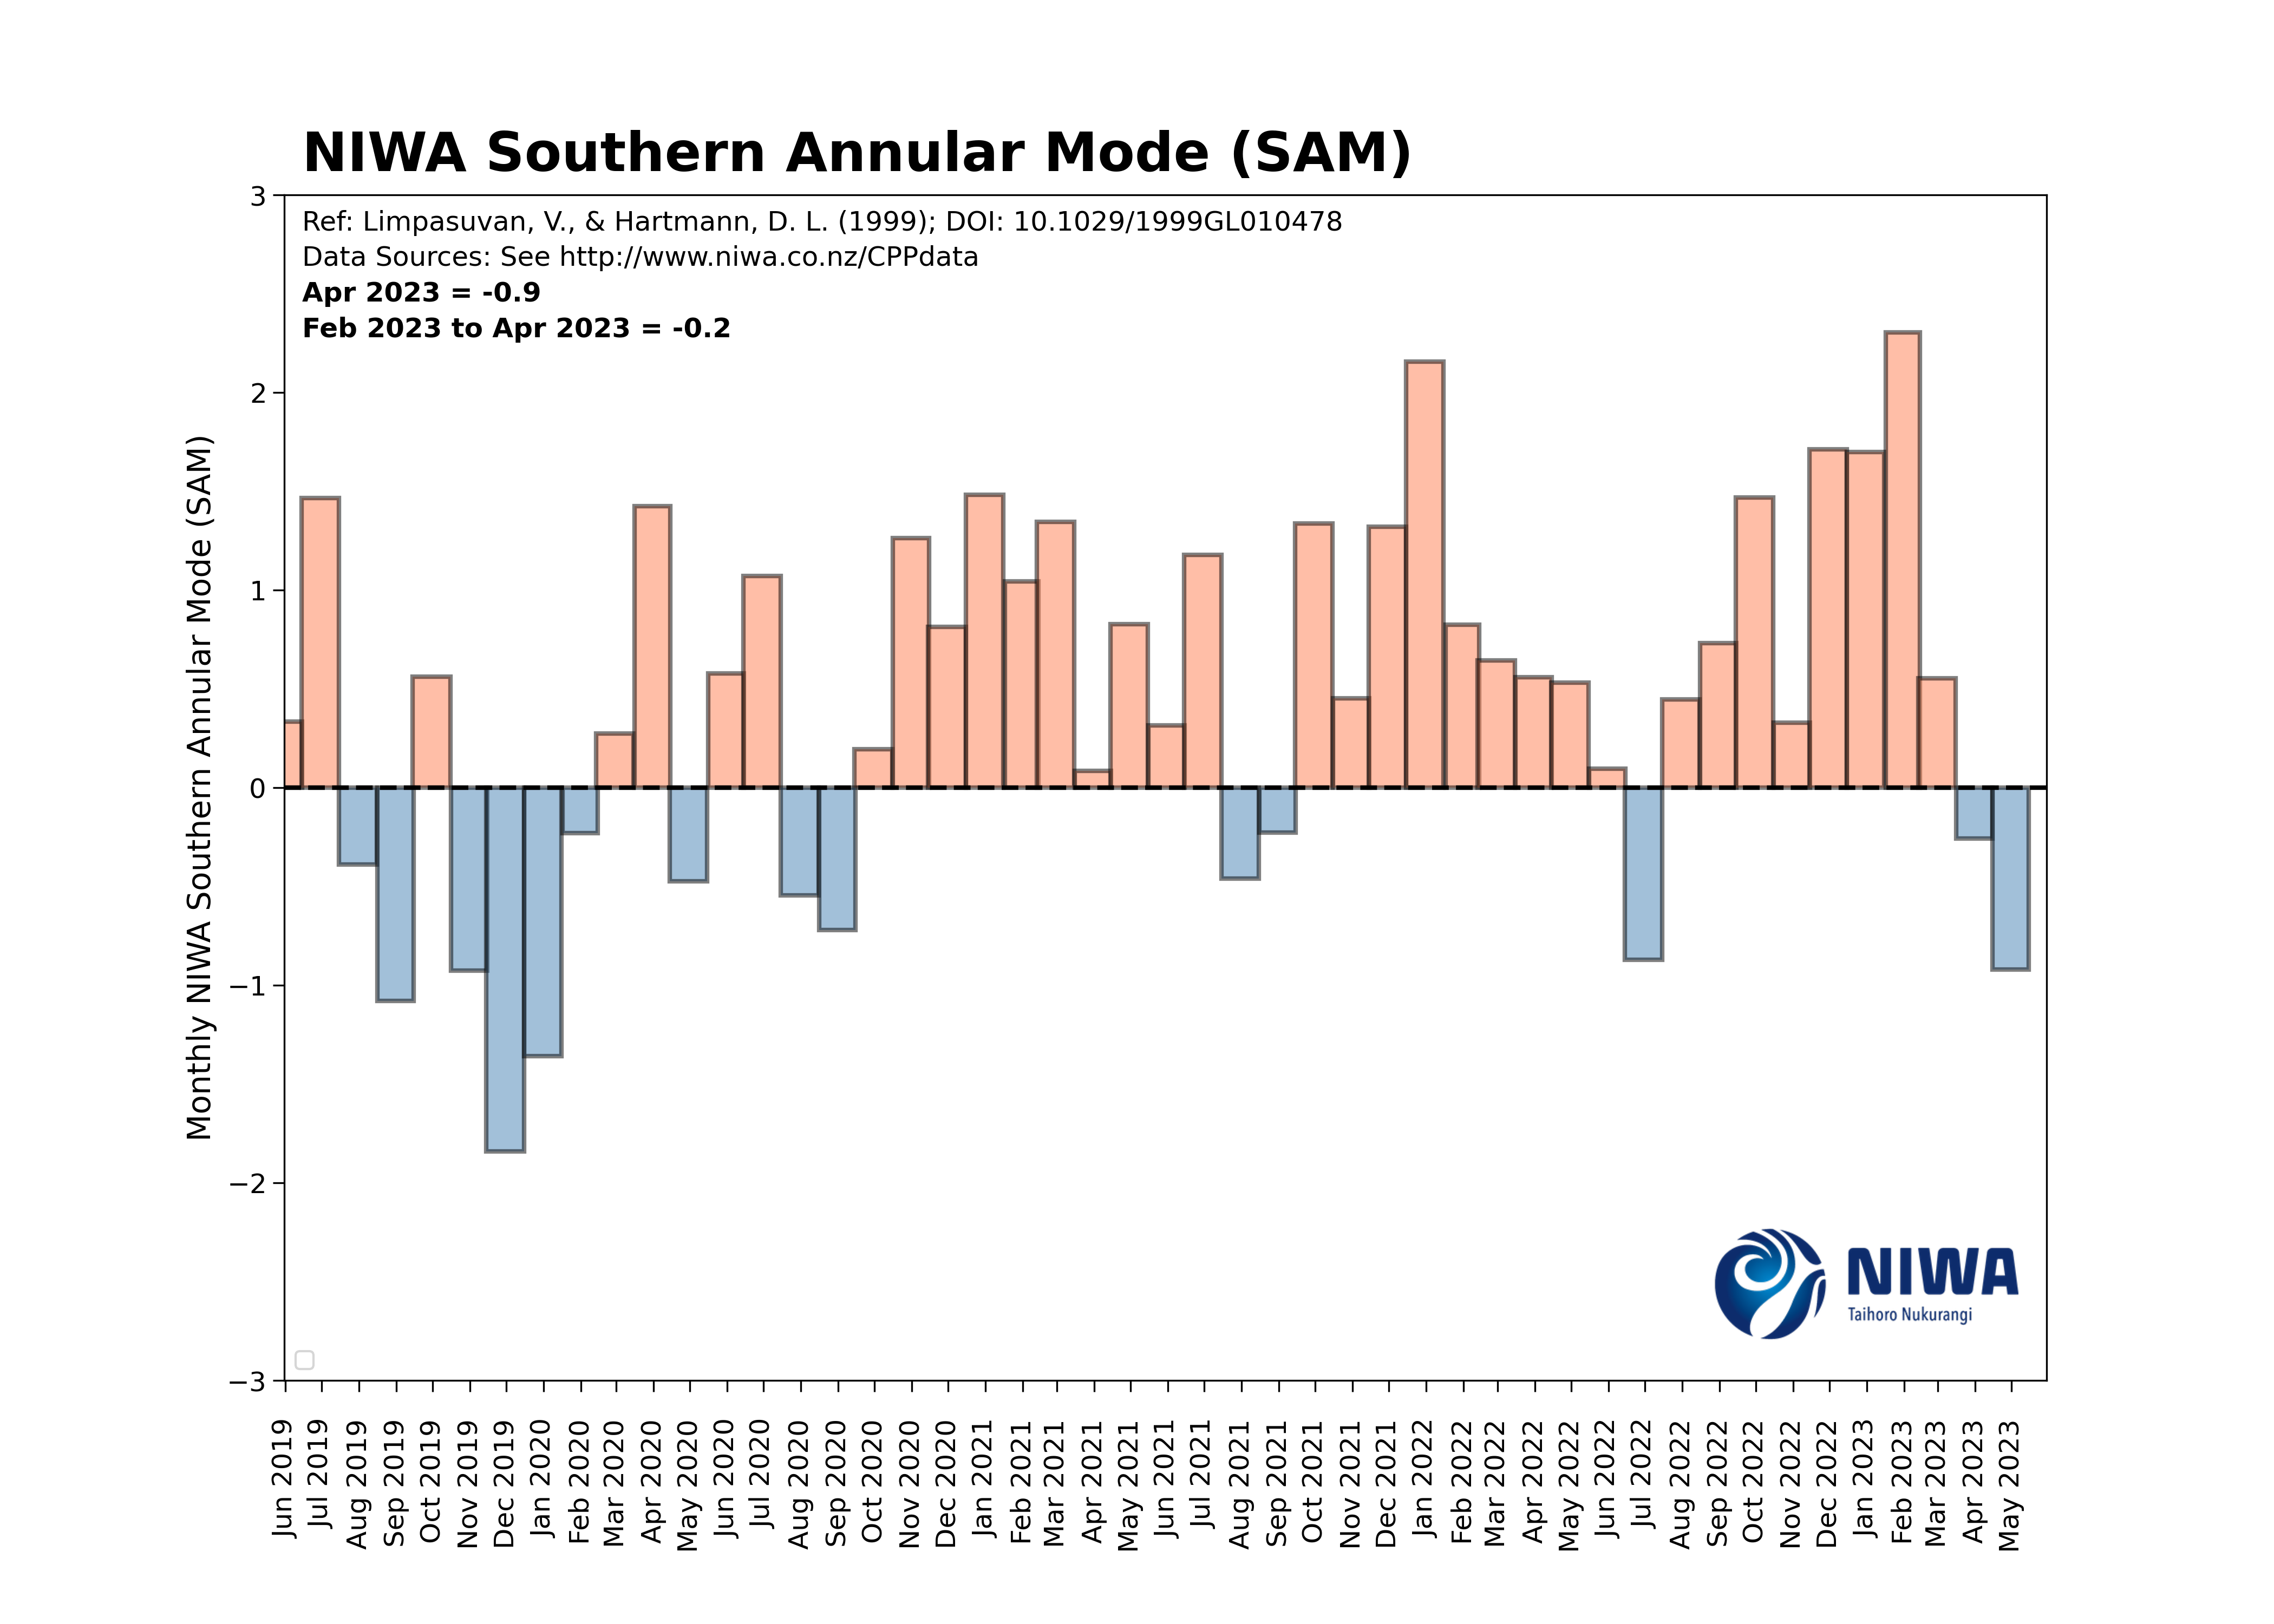 NIWA Southern Annular Mode (SAM)
Ref: Limpasuvan, V., & Hartmann, D. L. (1999); DOI: 10.1029/1999GL010478
Data Sources: See http://www.niwa.co.nz/CPPdata
Apr 2023 = -0.9
Feb 2023 to Apr 2023 = -0.2
Monthly NIWA Southern Annular Mode (SAM)
3
2
1
0
−1
−2
−3
NIWA
Taihoro Nukurangi
Jun 2019
Jul 2019
Aug 2019
Sep 2019
Oct 2019
Nov 2019
Dec 2019
Jan 2020
Feb 2020
Mar 2020
Apr 2020
May 2020
Jun 2020
Jul 2020
Aug 2020
Sep 2020
Oct 2020
Nov 2020
Dec 2020
Jan 2021
Feb 2021
Mar 2021
Apr 2021
May 2021
Jun 2021
Jul 2021
Aug 2021
Sep 2021
Oct 2021
Nov 2021
Dec 2021
Jan 2022
Feb 2022
Mar 2022
Apr 2022
May 2022
Jun 2022
Jul 2022
Aug 2022
Sep 2022
Oct 2022
Nov 2022
Dec 2022
Jan 2023
Feb 2023
Mar 2023
Apr 2023
May 2023